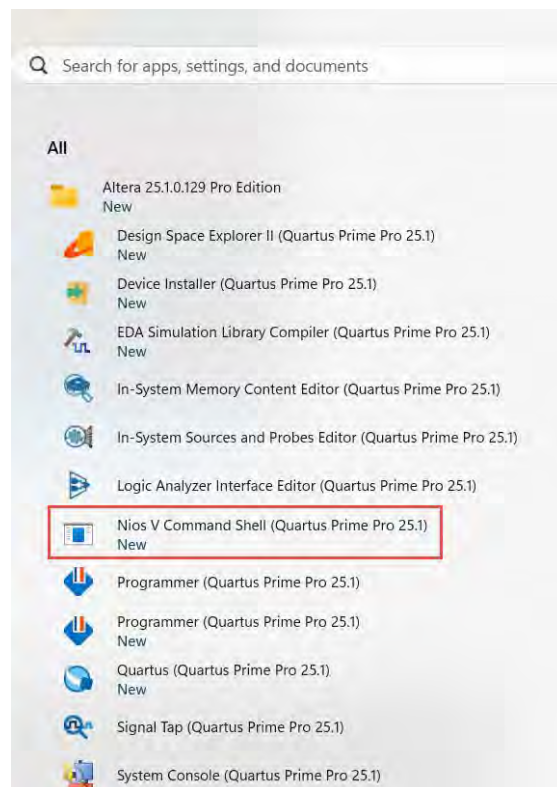 Search for apps, settings, and documents
All
Altera 25.1.0.129 Pro Edition
New
Design Space Explorer II (Quartus Prime Pro 25.1)
New
Device Installer (Quartus Prime Pro 25.1)
New
EDA Simulation Library Compiler (Quartus Prime Pro 25.1)
New
In-System Memory Content Editor (Quartus Prime Pro 25.1)
In-System Sources and Probes Editor (Quartus Prime Pro 25.1)
Logic Analyzer Interface Editor (Quartus Prime Pro 25.1)
Nios V Command Shell (Quartus Prime Pro 25.1)
New
Programmer (Quartus Prime Pro 25.1)
Programmer (Quartus Prime Pro 25.1)
New
Quartus (Quartus Prime Pro 25.1)
New
Signal Tap (Quartus Prime Pro 25.1)
System Console (Quartus Prime Pro 25.1)